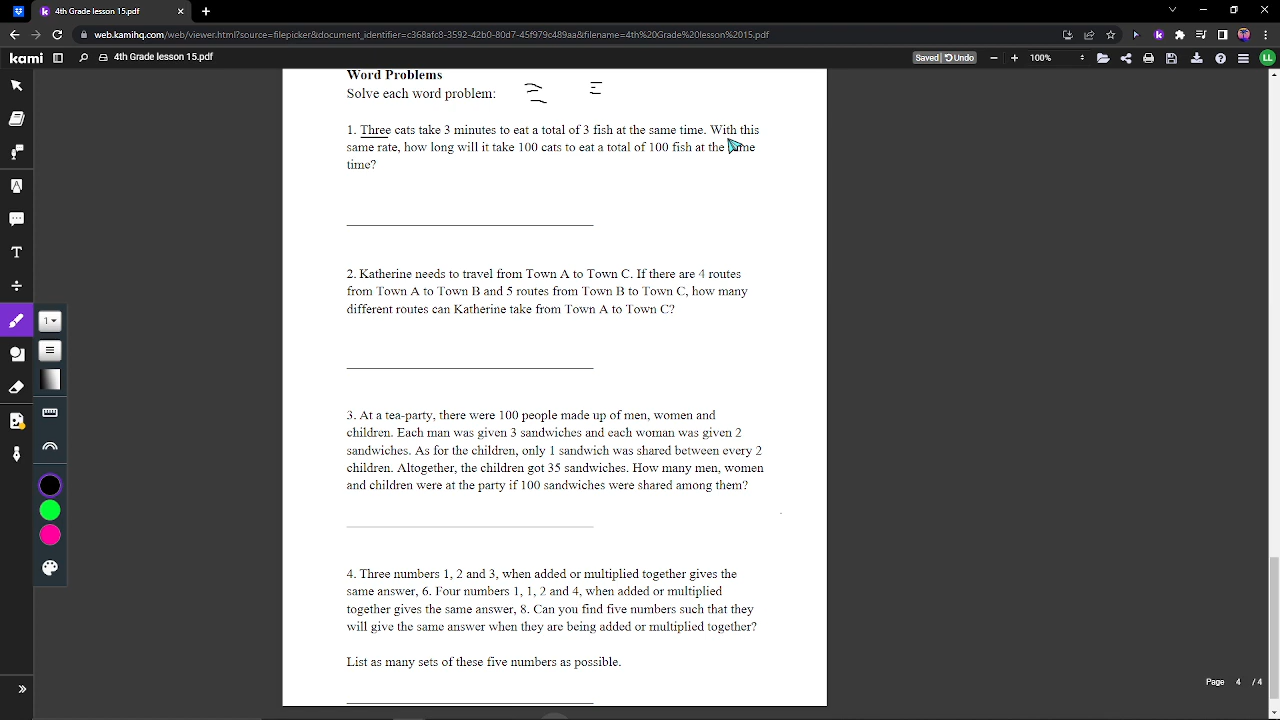 4th Grade lesson 15.pdf
web.kamihq.com/web/viewer.html?source=filepicker&document_identifier=c368afc8-3592-42b0-80d7-45f979c489aa&filename=4th%20Grade%20lesson%2015.pdf
kami 4th Grade lesson 15.pdf Saved Undo 100% LL
Word Problems
Solve each word problem:
1. Three cats take 3 minutes to eat a total of 3 fish at the same time. With this
same rate, how long will it take 100 cats to eat a total of 100 fish at the same
time?
2. Katherine needs to travel from Town A to Town C. If there are 4 routes
from Town A to Town B and 5 routes from Town B to Town C, how many
different routes can Katherine take from Town A to Town C?
1
3. At a tea-party, there were 100 people made up of men, women and
children. Each man was given 3 sandwiches and each woman was given 2
sandwiches. As for the children, only 1 sandwich was shared between every 2
children. Altogether, the children got 35 sandwiches. How many men, women
and children were at the party if 100 sandwiches were shared among them?
4. Three numbers 1, 2 and 3, when added or multiplied together gives the
same answer, 6. Four numbers 1, 1, 2 and 4, when added or multiplied
together gives the same answer, 8. Can you find five numbers such that they
will give the same answer when they are being added or multiplied together?
List as many sets of these five numbers as possible.
Page 4 /4